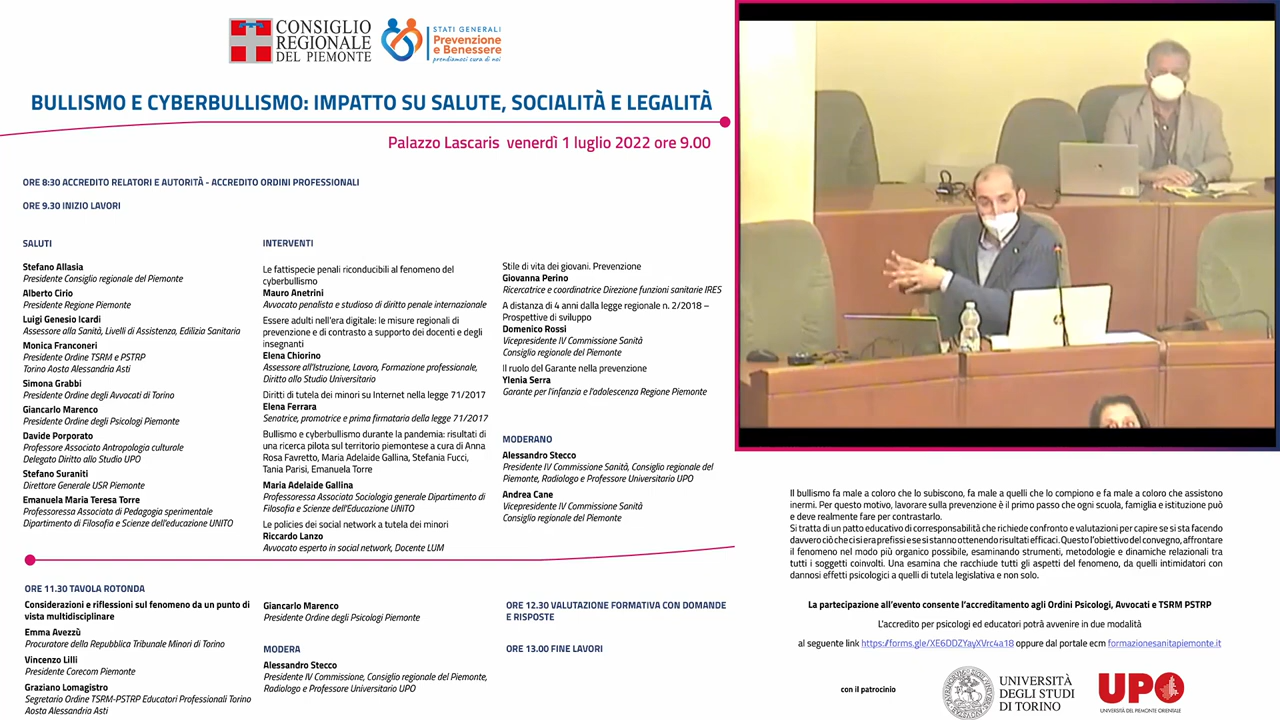 CONSIGLIO
REGIONALE
DEL PIEMONTE
STATI GENERALI
Prevenzione
e Benessere
prendiamoci cura di noi
BULLISMO E CYBERBULLISMO: IMPATTO SU SALUTE, SOCIALITÀ E LEGALITÀ
Palazzo Lascaris venerdì 1 luglio 2022 ore 9.00
ORE 8:30 ACCREDITO RELATORI E AUTORITÀ - ACCREDITO ORDINI PROFESSIONALI
ORE 9.30 INIZIO LAVORI
SALUTI
Stefano Allasia
Presidente Consiglio regionale del Piemonte
Alberto Cirio
Presidente Regione Piemonte
Luigi Genesio Icardi
Assessore alla Sanità, Livelli di Assistenza, Edilizia Sanitaria
Monica Franconeri
Presidente Ordine TSRM e PSTRP
Torino Aosta Alessandria Asti
Simona Grabbi
Presidente Ordine degli Avvocati di Torino
Giancarlo Marenco
Presidente Ordine degli Psicologi Piemonte
Davide Porporato
Professore Associato Antropologia culturale
Delegato Diritto allo Studio UPO
Stefano Suraniti
Direttore Generale USR Piemonte
Emanuela Maria Teresa Torre
Professoressa Associata di Pedagogia sperimentale
Dipartimento di Filosofia e Scienze dell'educazione UNITO
INTERVENTI
Le fattispecie penali riconducibili al fenomeno del
cyberbullismo
Mauro Anetrini
Avvocato penalista e studioso di diritto penale internazionale
Essere adulti nell'era digitale: le misure regionali di
prevenzione e di contrasto a supporto dei docenti e degli
insegnanti
Elena Chiorino
Assessore all'Istruzione, Lavoro, Formazione professionale,
Diritto allo Studio Universitario
Diritti di tutela dei minori su Internet nella legge 71/2017
Elena Ferrara
Senatrice, promotrice e prima firmataria della legge 71/2017
Bullismo e cyberbullismo durante la pandemia: risultati di
una ricerca pilota sul territorio piemontese a cura di Anna
Rosa Favretto, Maria Adelaide Gallina, Stefania Fucci,
Tania Parisi, Emanuela Torre
Maria Adelaide Gallina
Professoressa Associata Sociologia generale Dipartimento di
Filosofia e Scienze dell'Educazione UNITO
Le policies dei social network a tutela dei minori
Riccardo Lanzo
Avvocato esperto in social network, Docente LUM
Stile di vita dei giovani. Prevenzione
Giovanna Perino
Ricercatrice e coordinatrice Direzione funzioni sanitarie IRES
A distanza di 4 anni dalla legge regionale n. 2/2018 –
Prospettive di sviluppo
Domenico Rossi
Vicepresidente IV Commissione Sanità
Consiglio regionale del Piemonte
Il ruolo del Garante nella prevenzione
Ylenia Serra
Garante per l'infanzia e l'adolescenza Regione Piemonte
MODERANO
Alessandro Stecco
Presidente IV Commissione Sanità, Consiglio regionale del
Piemonte, Radiologo e Professore Universitario UPO
Andrea Cane
Vicepresidente IV Commissione Sanità
Consiglio regionale del Piemonte
ORE 11.30 TAVOLA ROTONDA
Considerazioni e riflessioni sul fenomeno da un punto di
vista multidisciplinare
Emma Avezzù
Procuratore della Repubblica Tribunale Minori di Torino
Vincenzo Lilli
Presidente Corecom Piemonte
Graziano Lomagistro
Segretario Ordine TSRM-PSTRP Educatori Professionali Torino
Aosta Alessandria Asti
Giancarlo Marenco
Presidente Ordine degli Psicologi Piemonte
MODERA
Alessandro Stecco
Presidente IV Commissione, Consiglio regionale del Piemonte,
Radiologo e Professore Universitario UPO
ORE 12.30 VALUTAZIONE FORMATIVA CON DOMANDE
E RISPOSTE
ORE 13.00 FINE LAVORI
Il bullismo fa male a coloro che lo subiscono, fa male a quelli che lo compiono e fa male a coloro che assistono
inermi. Per questo motivo, lavorare sulla prevenzione è il primo passo che ogni scuola, famiglia e istituzione può
e deve realmente fare per contrastarlo.
Si tratta di un patto educativo di corresponsabilità che richiede confronto e valutazioni per capire se si sta facendo
davvero ciò che ci si era prefissi e se si stanno ottenendo risultati efficaci. Questo l'obiettivo del convegno, affrontare
il fenomeno nel modo più organico possibile, esaminando strumenti, metodologie e dinamiche relazionali tra
tutti i soggetti coinvolti. Una esamina che racchiude tutti gli aspetti del fenomeno, da quelli intimidatori con
dannosi effetti psicologici a quelli di tutela legislativa e non solo.
La partecipazione all'evento consente l'accreditamento agli Ordini Psicologi, Avvocati e TSRM PSTRP
L'accredito per psicologi ed educatori potrà avvenire in due modalità
al seguente link https://forms.gle/XE6DDZYayXVrc4a18 oppure dal portale ecm formazionesanitapiemonte.it
con il patrocinio
UNIVERSITÀ
DEGLI STUDI
DI TORINO
UPO
UNIVERSITÀ DEL PIEMONTE ORIENTALE